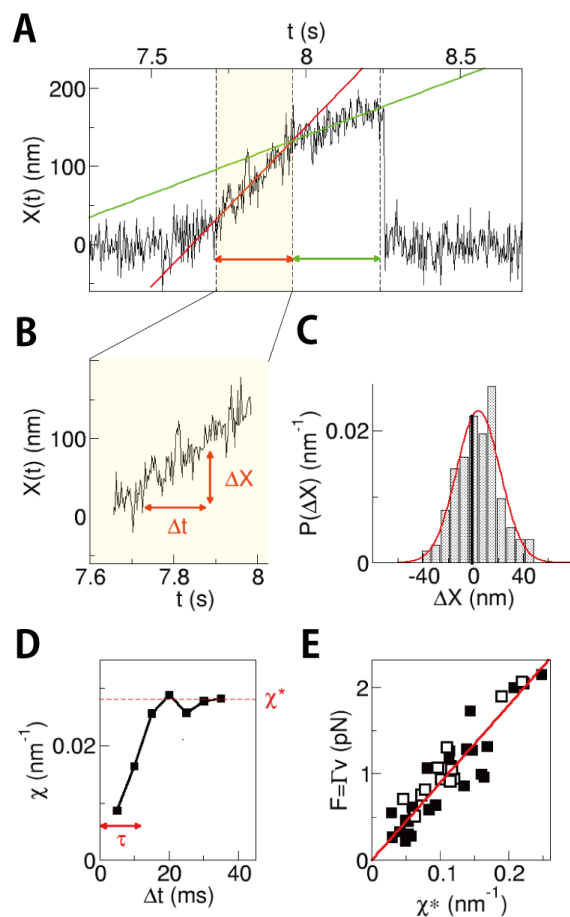 A
t (s)
7.5 8 8.5
200
100
0
X(t) (nm)
B
100
0
X(t) (nm)
ΔX
Δt
7.6 7.8 8
t (s)
C
0.02
0
P(ΔX) (nm⁻¹)
-40 0 40
ΔX (nm)
D
χ*
0.02
0
χ (nm⁻¹)
τ
0 20 40
Δt (ms)
E
2
1
0
F=Γv (pN)
0 0.1 0.2
χ* (nm⁻¹)